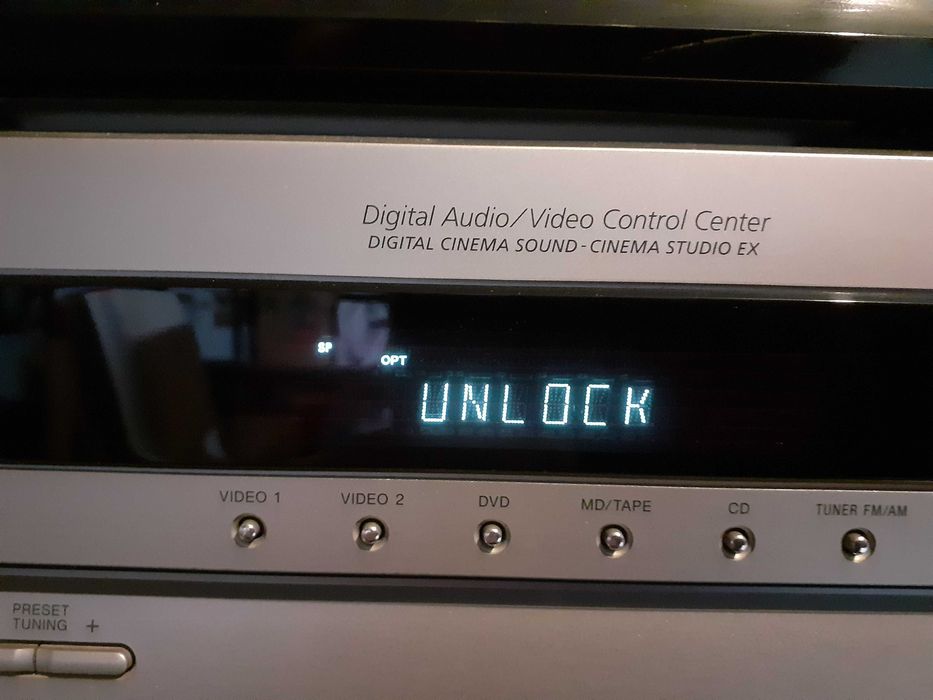 Digital Audio/Video Control Center
DIGITAL CINEMA SOUND - CINEMA STUDIO EX
SP
OPT
UNLOCK
VIDEO 1
VIDEO 2
DVD
MD/TAPE
CD
TUNER FM/AM
PRESET
TUNING +